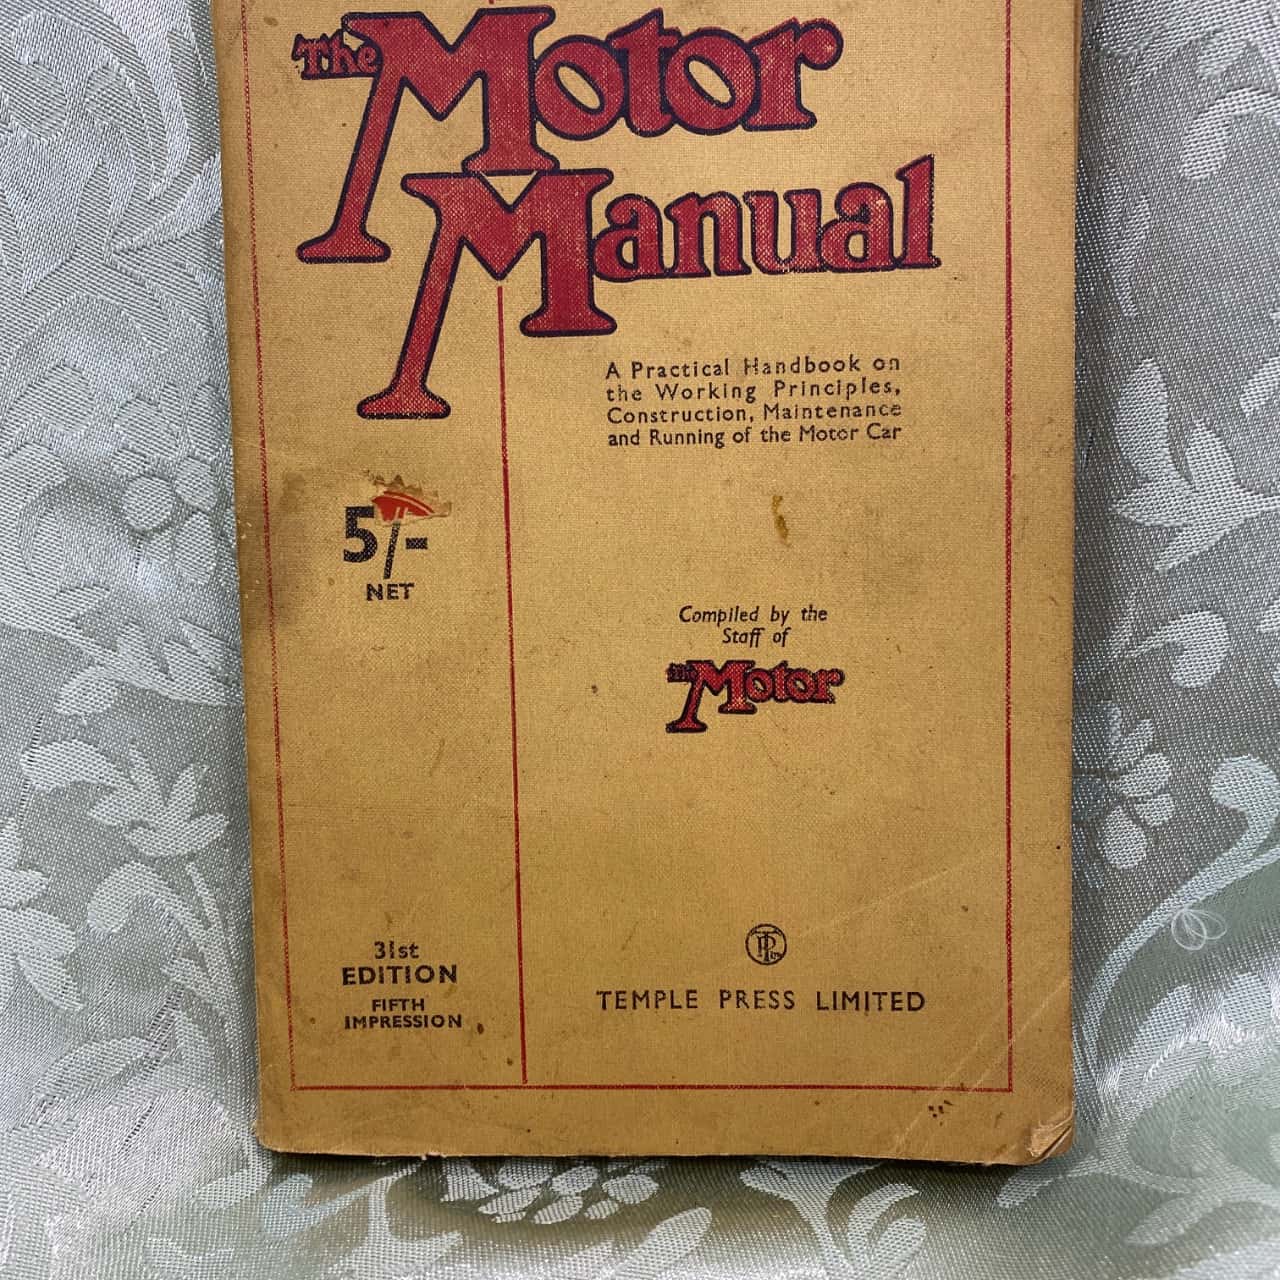 The Motor
Manual
A Practical Handbook on
the Working Principles,
Construction, Maintenance
and Running of the Motor Car
5/-
NET
Compiled by the
Staff of
The Motor
31st
EDITION
FIFTH
IMPRESSION
TEMPLE PRESS LIMITED